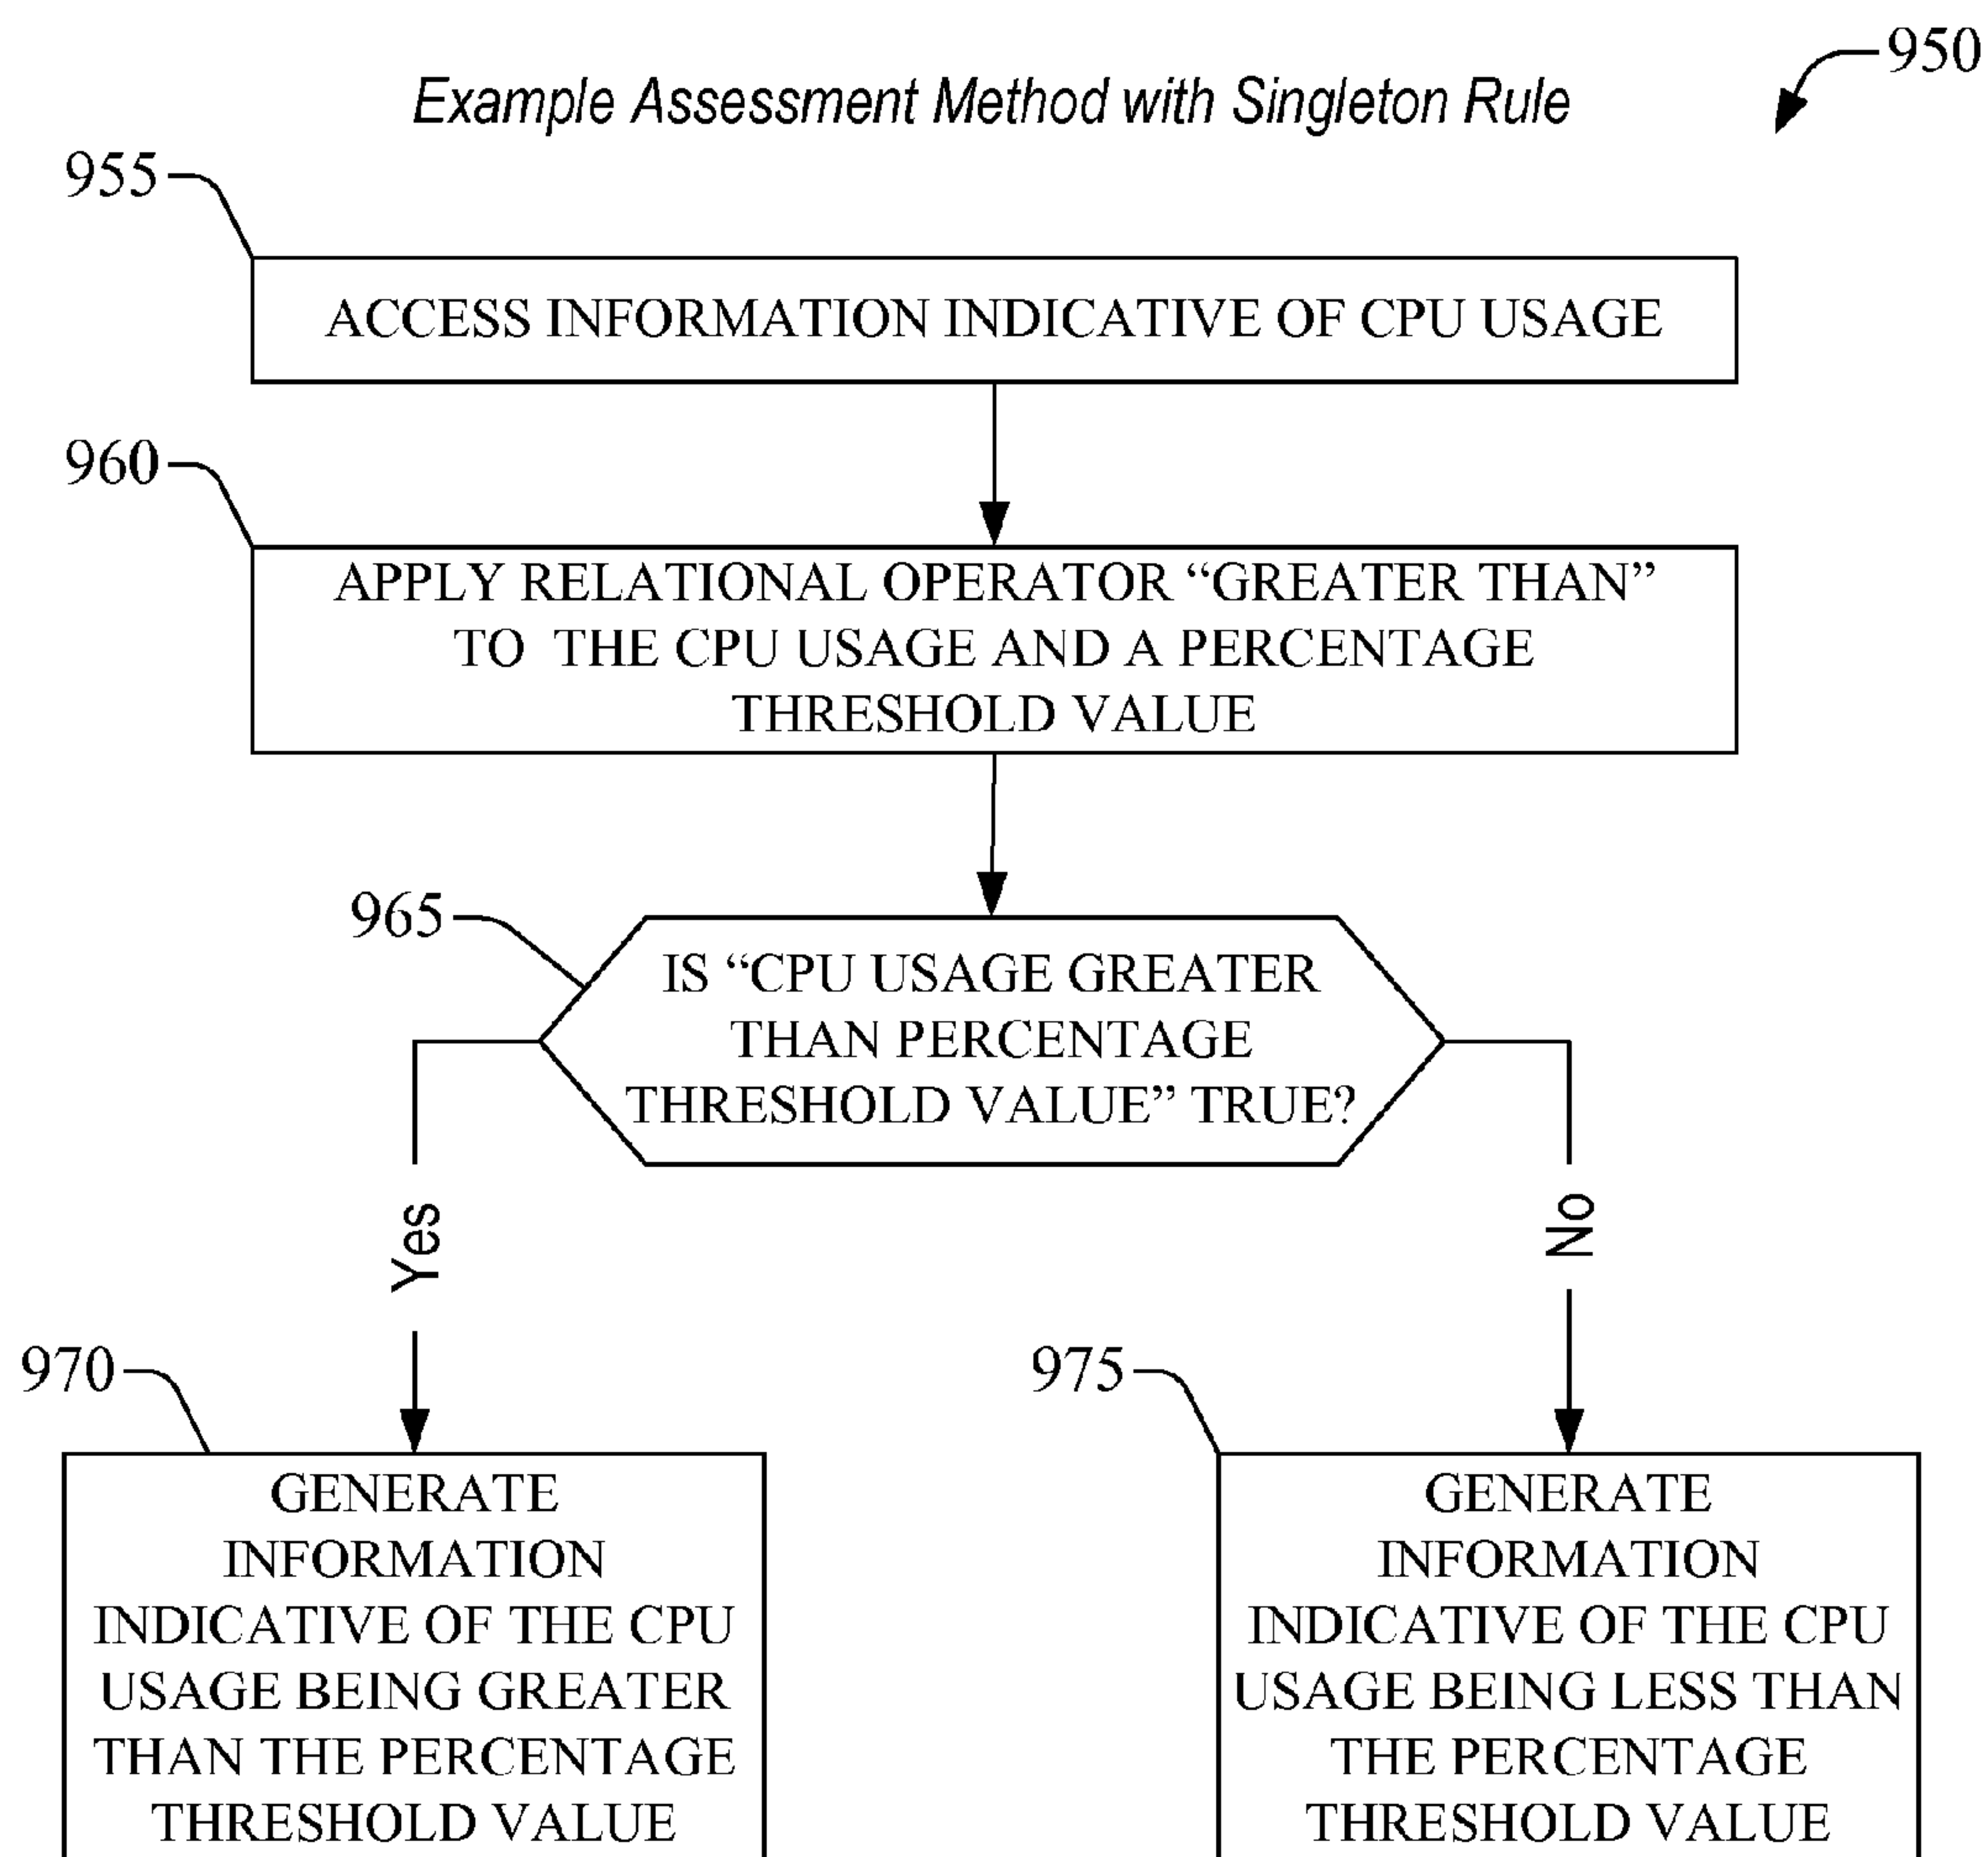 950
Example Assessment Method with Singleton Rule
955
ACCESS INFORMATION INDICATIVE OF CPU USAGE
960
APPLY RELATIONAL OPERATOR “GREATER THAN”
TO THE CPU USAGE AND A PERCENTAGE
THRESHOLD VALUE
965
IS “CPU USAGE GREATER
THAN PERCENTAGE
THRESHOLD VALUE” TRUE?
Yes
No
970
GENERATE
INFORMATION
INDICATIVE OF THE CPU
USAGE BEING GREATER
THAN THE PERCENTAGE
THRESHOLD VALUE
975
GENERATE
INFORMATION
INDICATIVE OF THE CPU
USAGE BEING LESS THAN
THE PERCENTAGE
THRESHOLD VALUE